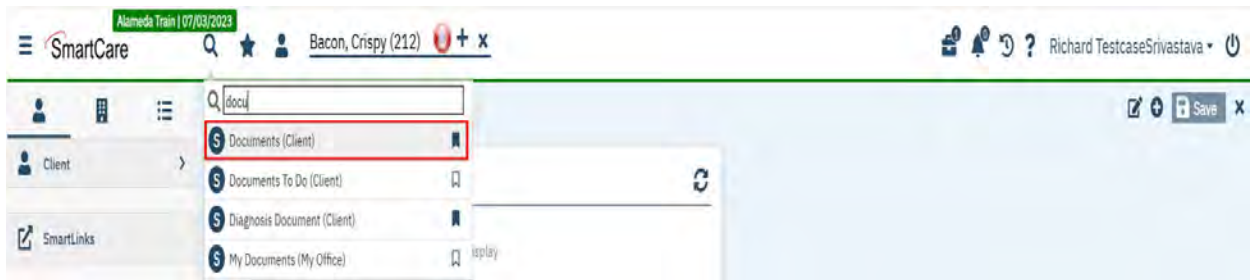 Alameda Train | 07/03/2023
SmartCare
Bacon, Crispy (212)
? Richard TestcaseSrivastava
docu
Save
S Documents (Client)
Client
S Documents To Do (Client)
S Diagnosis Document (Client)
SmartLinks
S My Documents (My Office)
isplay